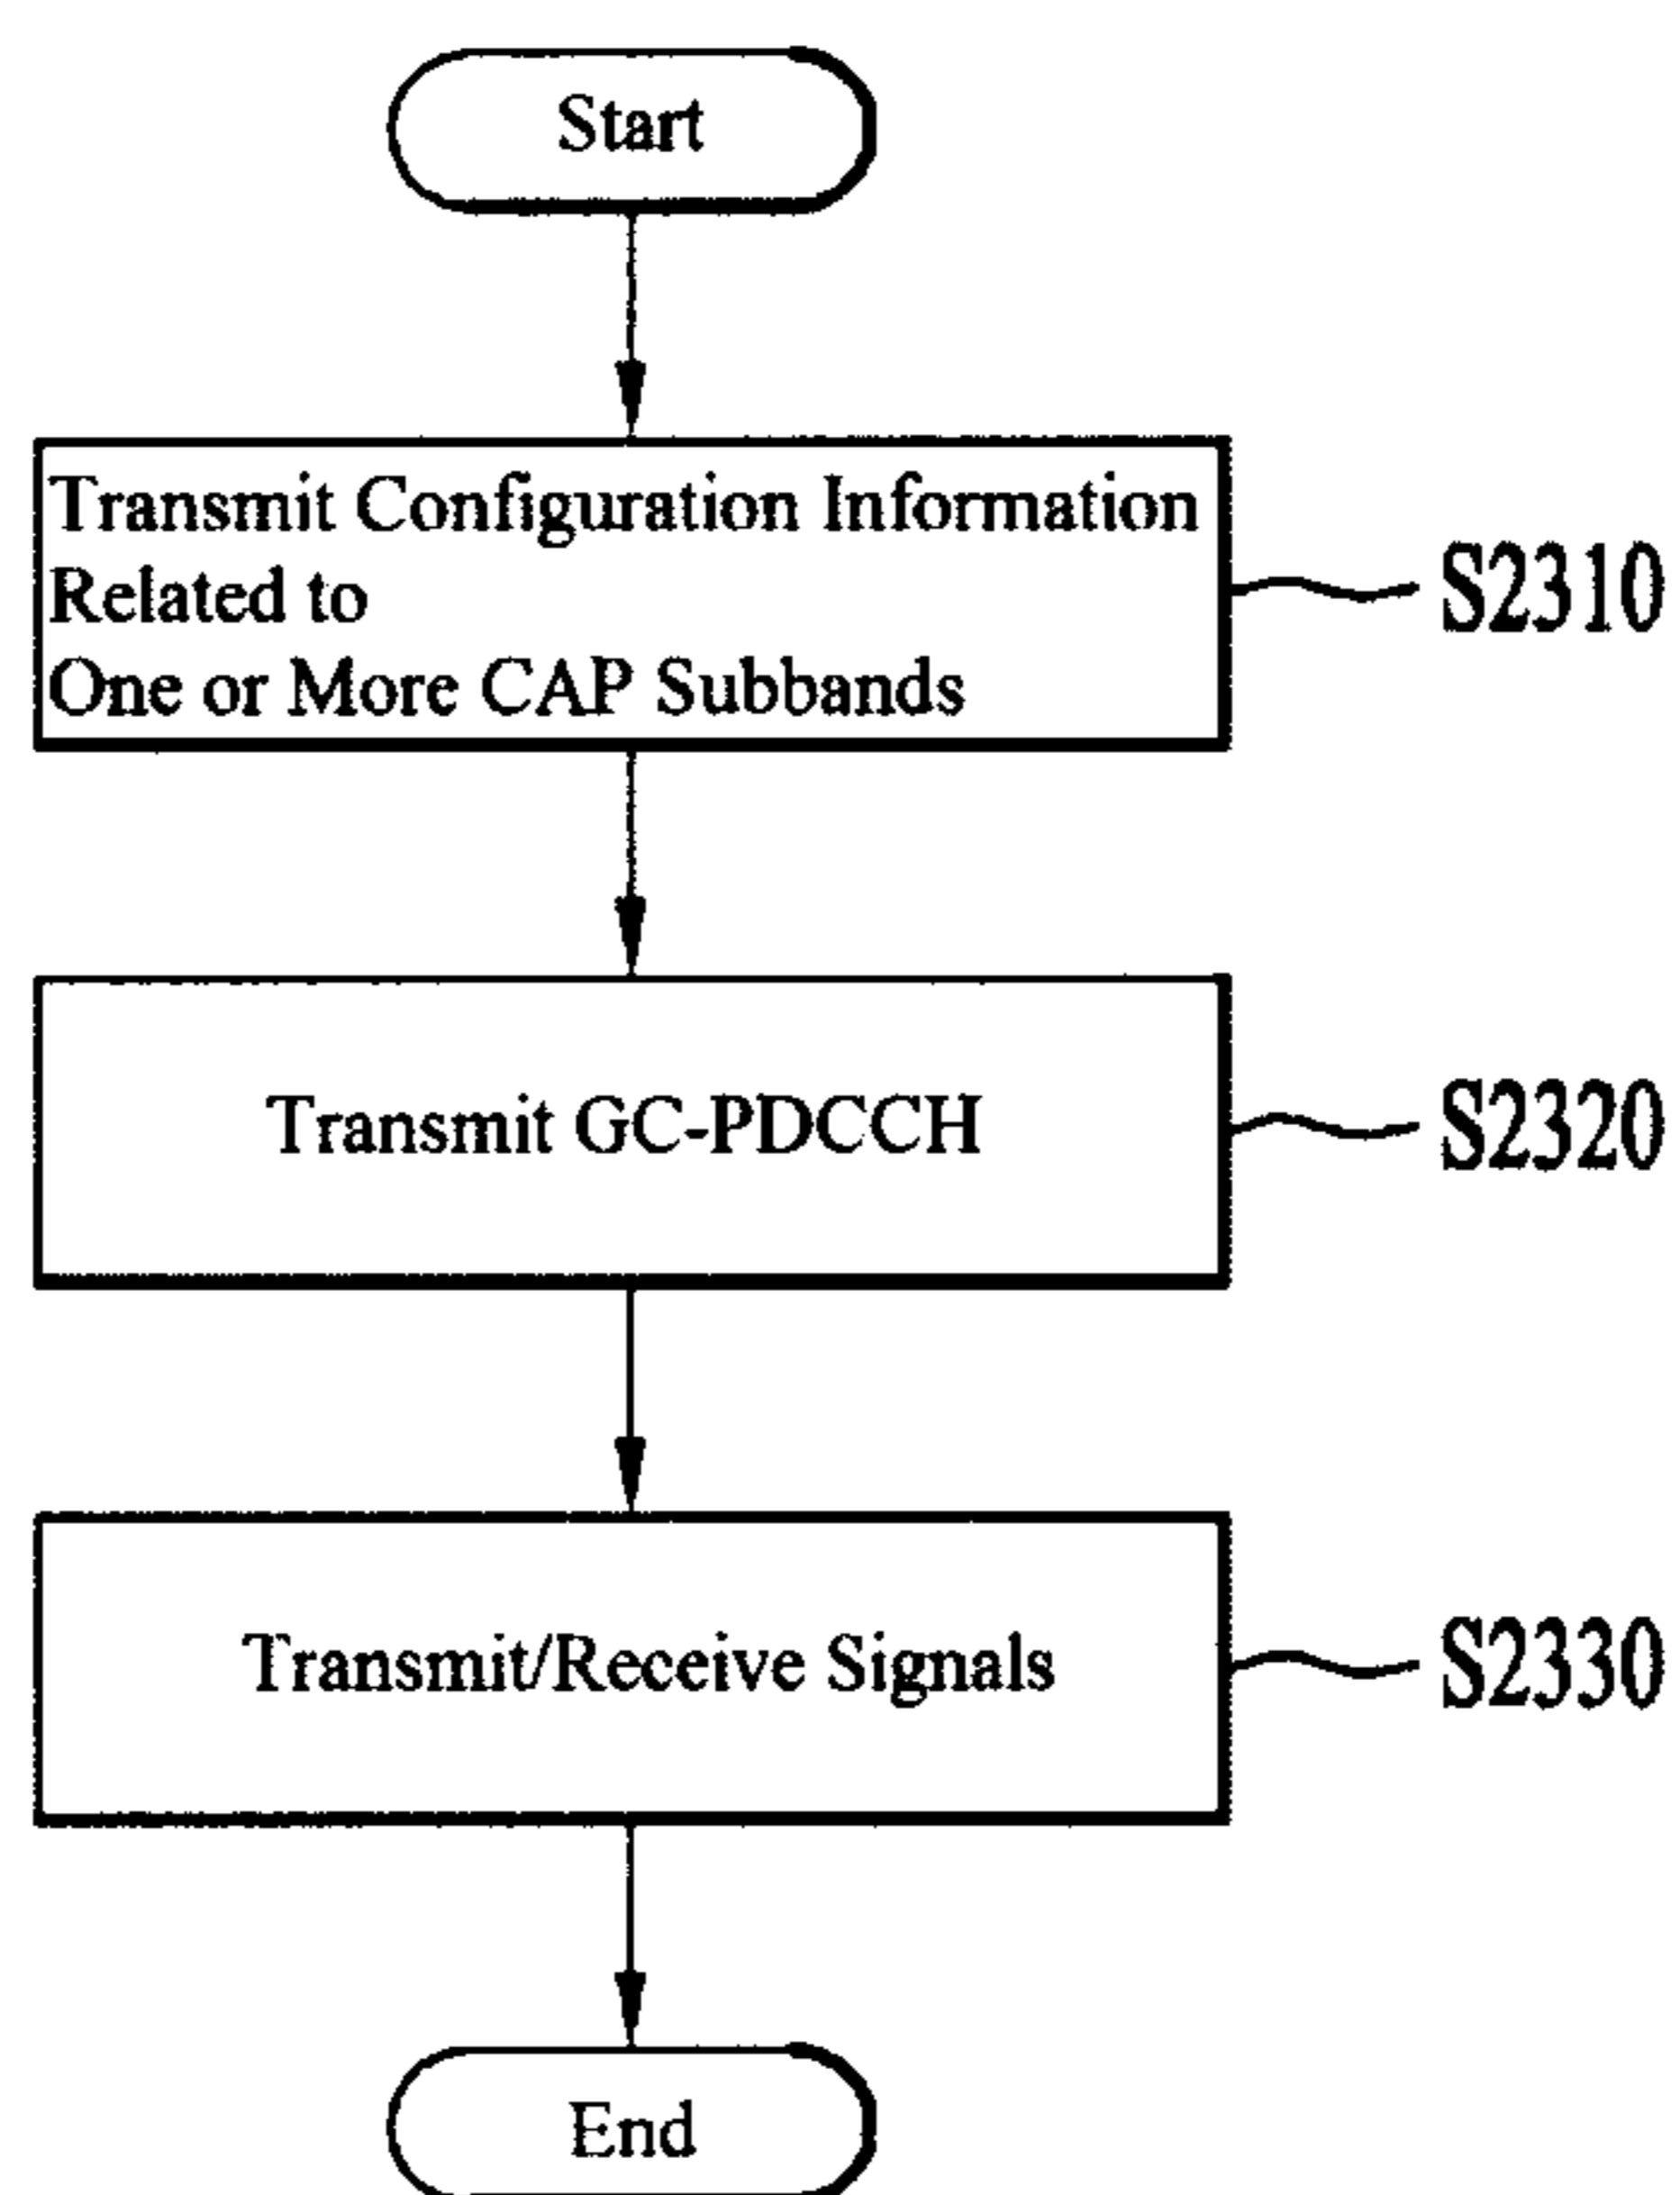 Start
Transmit Configuration Information
Related to
One or More CAP Subbands
S2310
Transmit GC-PDCCH
S2320
Transmit/Receive Signals
S2330
End